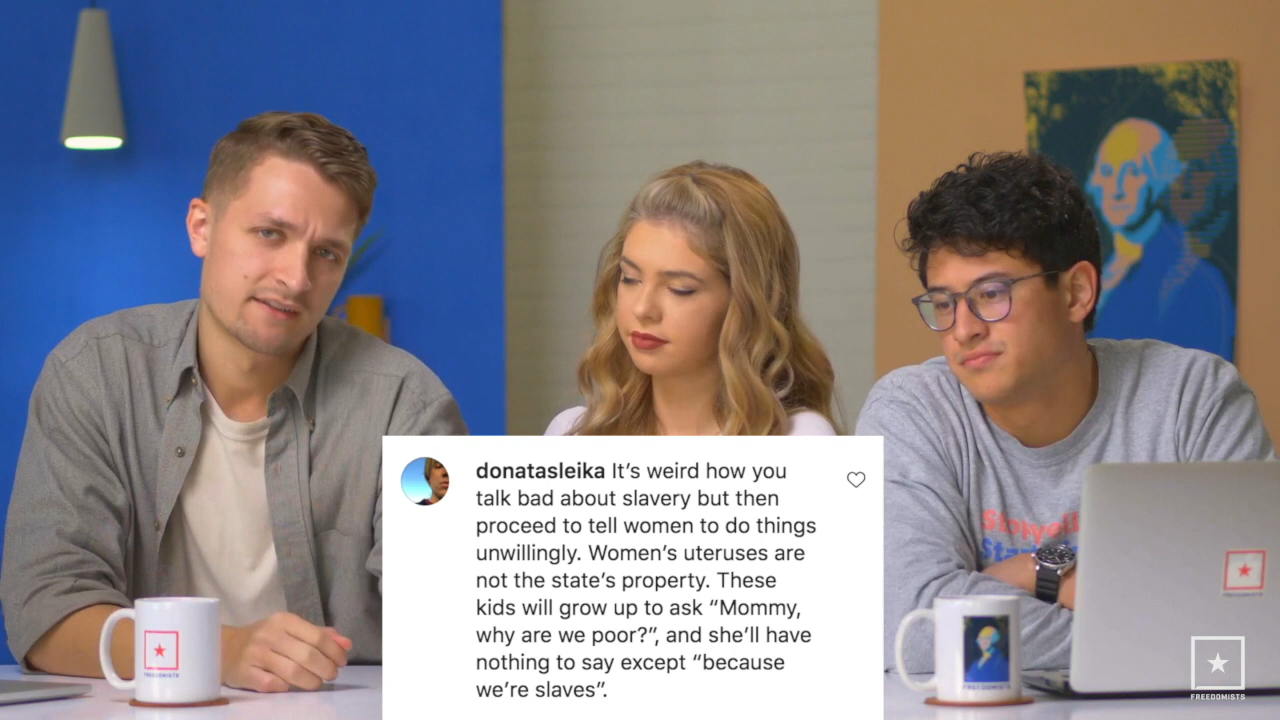 donatasleika It’s weird how you
talk bad about slavery but then
proceed to tell women to do things
unwillingly. Women’s uteruses are
not the state’s property. These
kids will grow up to ask “Mommy,
why are we poor?”, and she’ll have
nothing to say except “because
we’re slaves”.
FREEDOMISTS
FREEDOMISTS